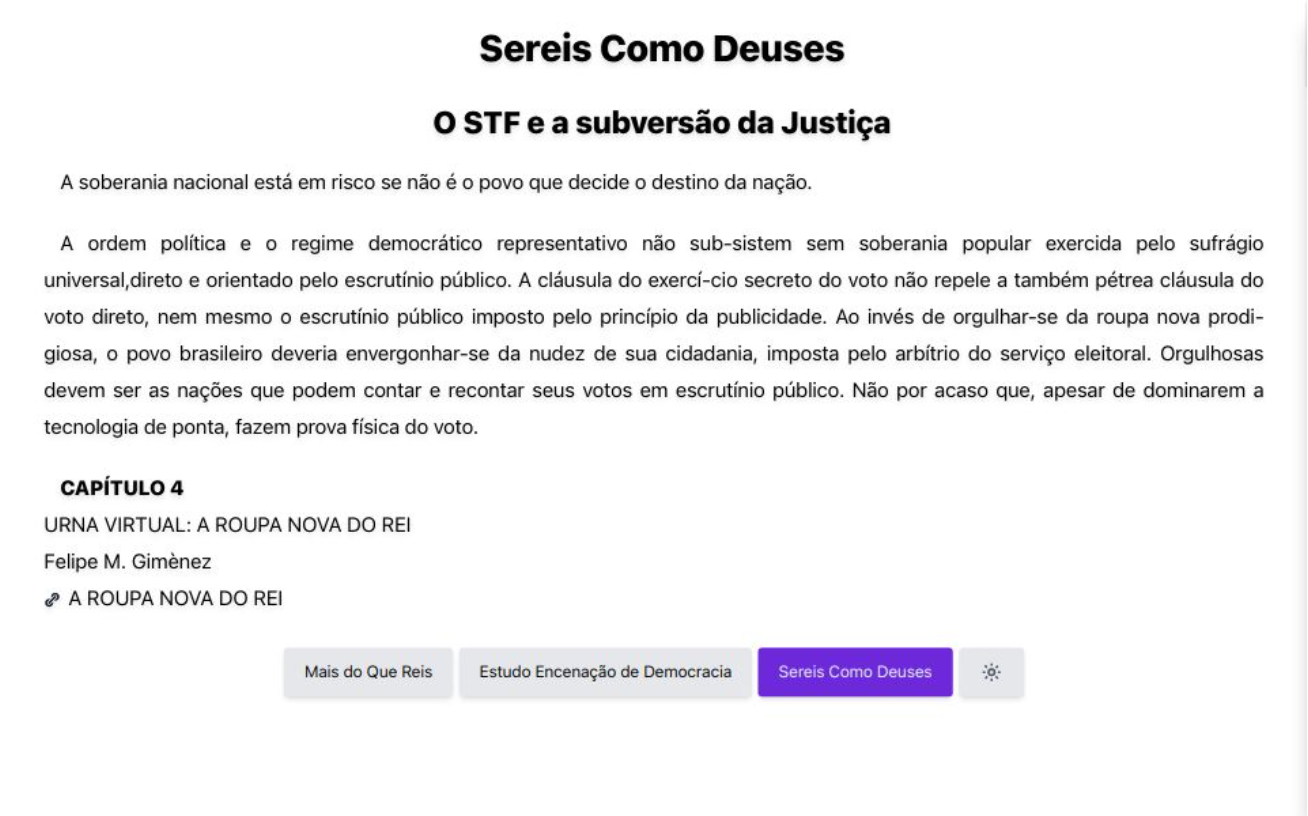 Sereis Como Deuses
O STF e a subversão da Justiça
A soberania nacional está em risco se não é o povo que decide o destino da nação.
A ordem política e o regime democrático representativo não sub-sistem sem soberania popular exercida pelo sufrágio
universal,direto e orientado pelo escrutínio público. A cláusula do exercí-cio secreto do voto não repele a também pétrea cláusula do
voto direto, nem mesmo o escrutínio público imposto pelo princípio da publicidade. Ao invés de orgulhar-se da roupa nova prodi-
giosa, o povo brasileiro deveria envergonhar-se da nudez de sua cidadania, imposta pelo arbítrio do serviço eleitoral. Orgulhosas
devem ser as nações que podem contar e recontar seus votos em escrutínio público. Não por acaso que, apesar de dominarem a
tecnologia de ponta, fazem prova física do voto.
CAPÍTULO 4
URNA VIRTUAL: A ROUPA NOVA DO REI
Felipe M. Gimènez
A ROUPA NOVA DO REI
Mais do Que Reis
Estudo Encenação de Democracia
Sereis Como Deuses